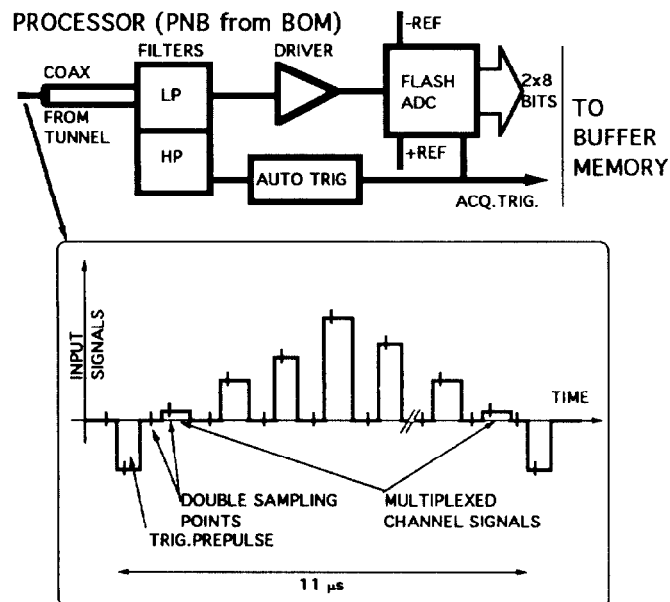 PROCESSOR (PNB from BOM)
-REF
FILTERS
DRIVER
COAX
LP
FLASH
ADC
2x8
BITS
FROM
TUNNEL
TO
BUFFER
MEMORY
HP
+REF
AUTO TRIG
ACQ.TRIG.
INPUT
SIGNALS
TIME
DOUBLE SAMPLING
POINTS
MULTIPLEXED
CHANNEL SIGNALS
TRIG.PREPULSE
11 µs